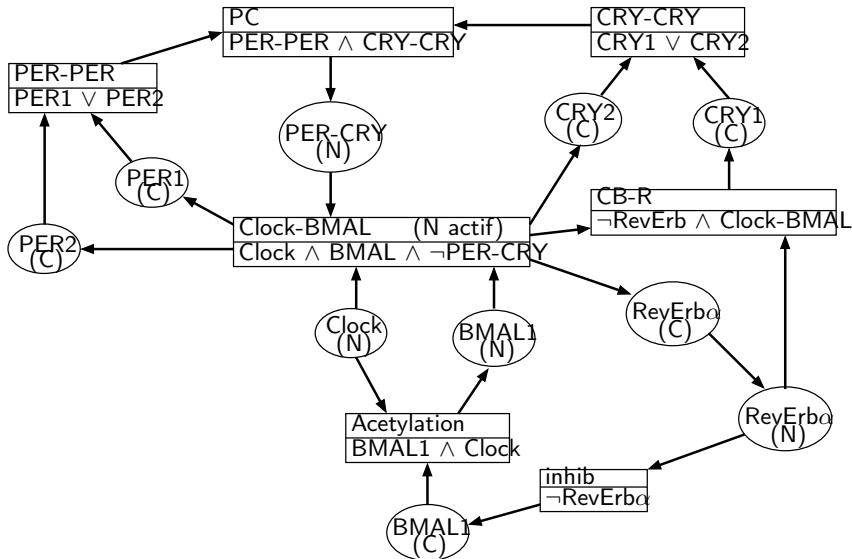 PC
PER-PER ∧ CRY-CRY
CRY-CRY
CRY1 ∨ CRY2
PER-PER
PER1 ∨ PER2
PER-CRY
(N)
CRY2
(C)
CRY1
(C)
PER1
(C)
CB-R
¬RevErb ∧ Clock-BMAL
Clock-BMAL (N actif)
Clock ∧ BMAL ∧ ¬PER-CRY
PER2
(C)
Clock
(N)
BMAL1
(N)
RevErbα
(C)
Acetylation
BMAL1 ∧ Clock
RevErbα
(N)
inhib
¬RevErbα
BMAL1
(C)